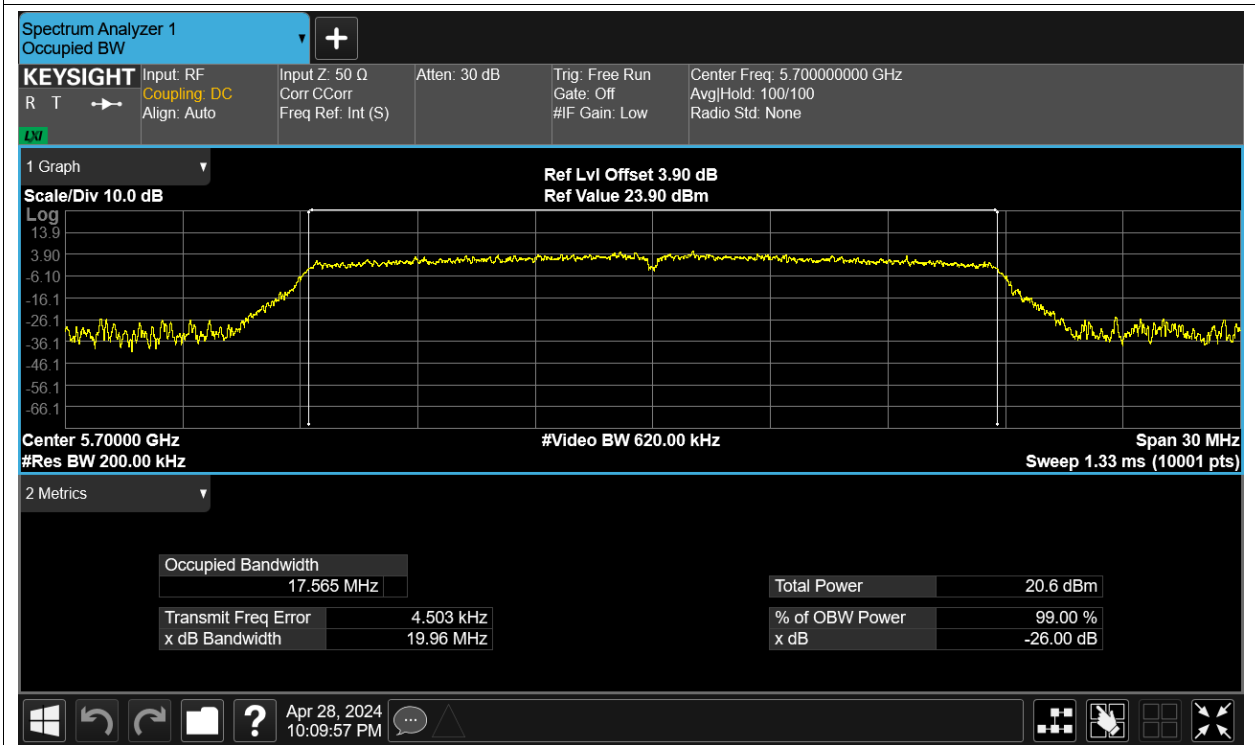 Spectrum Analyzer 1
Occupied BW
KEYSIGHT
R T
LXI
Input: RF
Coupling: DC
Align: Auto
Input Z: 50 Ω
Corr CCorr
Freq Ref: Int (S)
Atten: 30 dB
Trig: Free Run
Gate: Off
#IF Gain: Low
Center Freq: 5.700000000 GHz
Avg|Hold: 100/100
Radio Std: None
1 Graph
Scale/Div 10.0 dB
Ref Lvl Offset 3.90 dB
Ref Value 23.90 dBm
Log
13.9
3.90
-6.10
-16.1
-26.1
-36.1
-46.1
-56.1
-66.1
Center 5.70000 GHz
#Res BW 200.00 kHz
#Video BW 620.00 kHz
Span 30 MHz
Sweep 1.33 ms (10001 pts)
2 Metrics
Occupied Bandwidth
17.565 MHz
Transmit Freq Error 4.503 kHz
x dB Bandwidth 19.96 MHz
Total Power 20.6 dBm
% of OBW Power 99.00 %
x dB -26.00 dB
?
Apr 28, 2024
10:09:57 PM